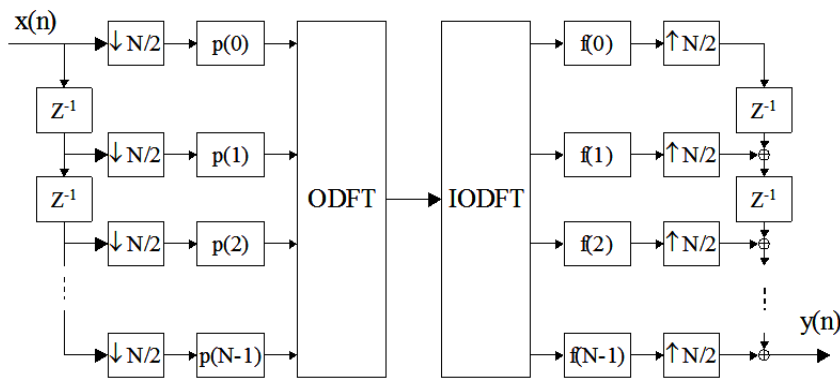 x(n)
↓ N/2 p(0) f(0) ↑ N/2
Z⁻¹ Z⁻¹
↓ N/2 p(1) f(1) ↑ N/2
ODFT IODFT
Z⁻¹ Z⁻¹
↓ N/2 p(2) f(2) ↑ N/2
y(n)
↓ N/2 p(N-1) f(N-1) ↑ N/2